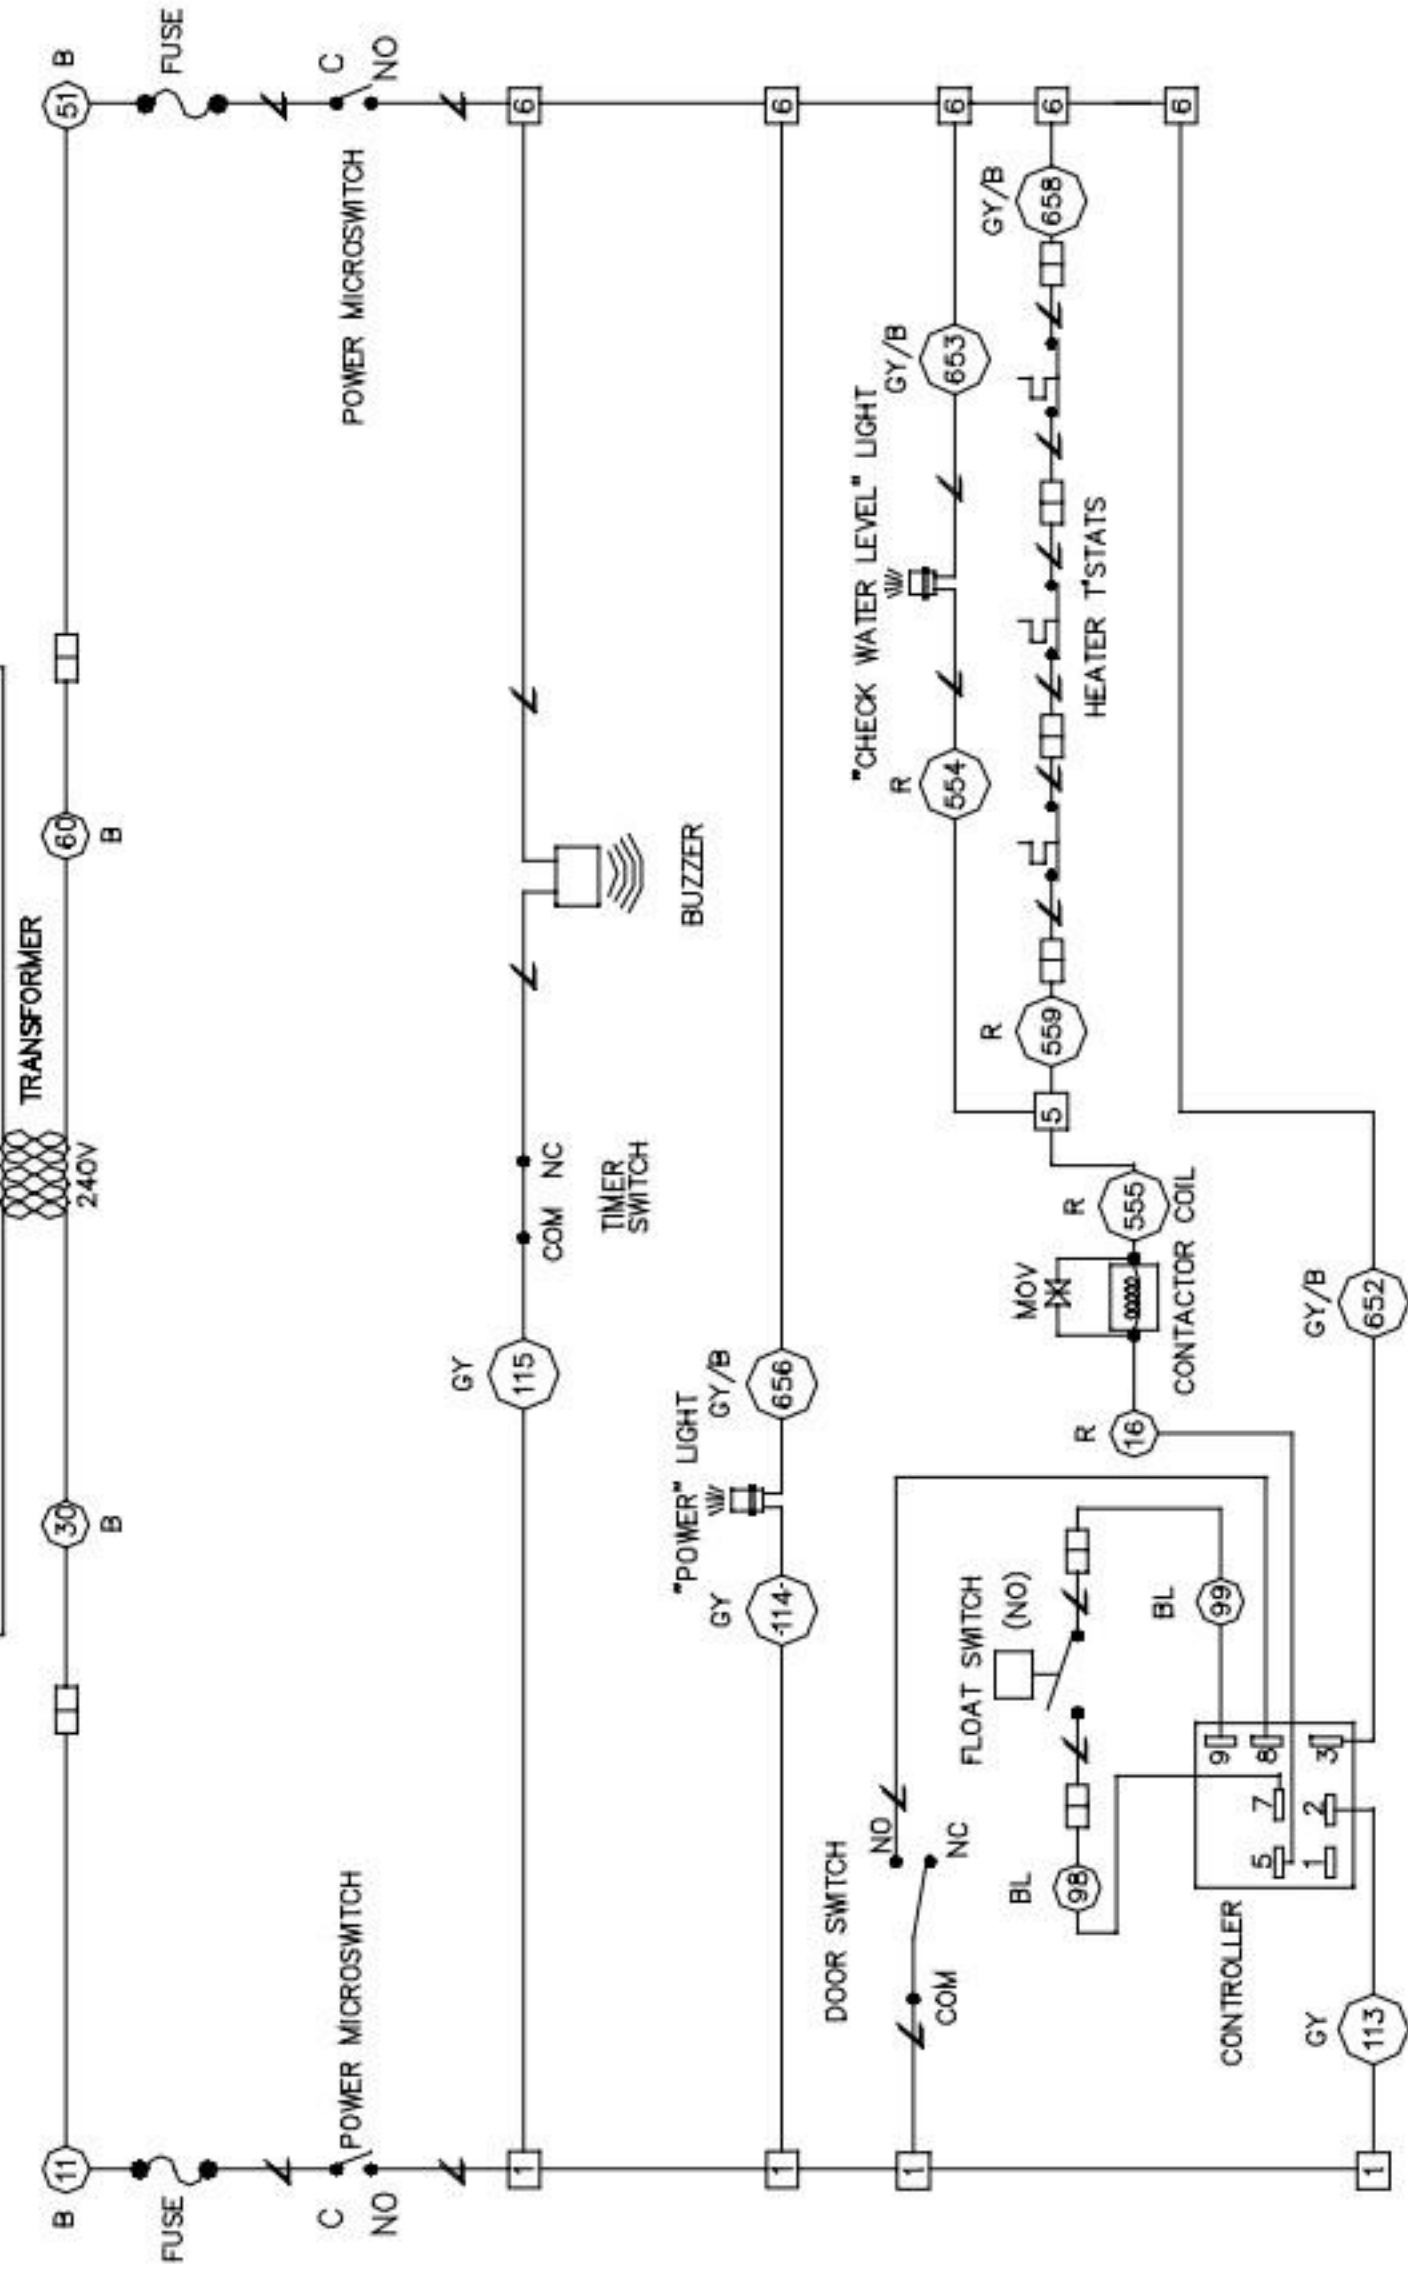 TRANSFORMER
240V
B
11
30
B
60
B
51
B
FUSE
FUSE
C
NO
POWER MICROSWITCH
POWER MICROSWITCH
C
NO
1
GY
115
COM NC
TIMER
SWITCH
BUZZER
6
1
GY
114
"POWER" LIGHT
GY/B
656
6
DOOR SWITCH
1
COM
NO
NC
"CHECK WATER LEVEL" LIGHT
R
554
GY/B
653
6
FLOAT SWITCH
(NO)
BL
98
BL
99
MOV
R
16
R
555
CONTACTOR COIL
5
R
559
HEATER T'STATS
GY/B
658
6
CONTROLLER
9
8
3
7
2
5
1
1
GY
113
GY/B
652
6